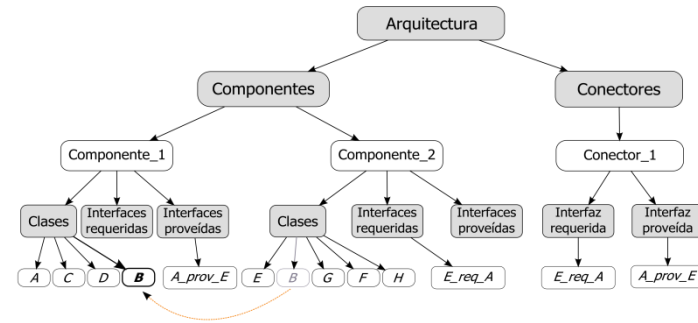 Arquitectura
Componentes
Conectores
Componente_1
Componente_2
Conector_1
Clases
Interfaces
requeridas
Interfaces
proveídas
Clases
Interfaces
requeridas
Interfaces
proveídas
Interfaz
requerida
Interfaz
proveída
A
C
D
B
A_prov_E
E
B
G
F
H
E_req_A
E_req_A
A_prov_E